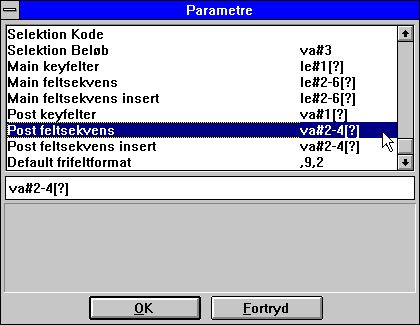 Parametre
Selektion Kode
Selektion Beløb va#3
Main keyfelter le#1[?]
Main feltsekvens le#2-6[?]
Main feltsekvens insert le#2-6[?]
Post keyfelter va#1[?]
Post feltsekvens va#2-4[?]
Post feltsekvens insert va#2-4[?]
Default frifeltformat ,9,2
va#2-4[?]
OK Fortryd